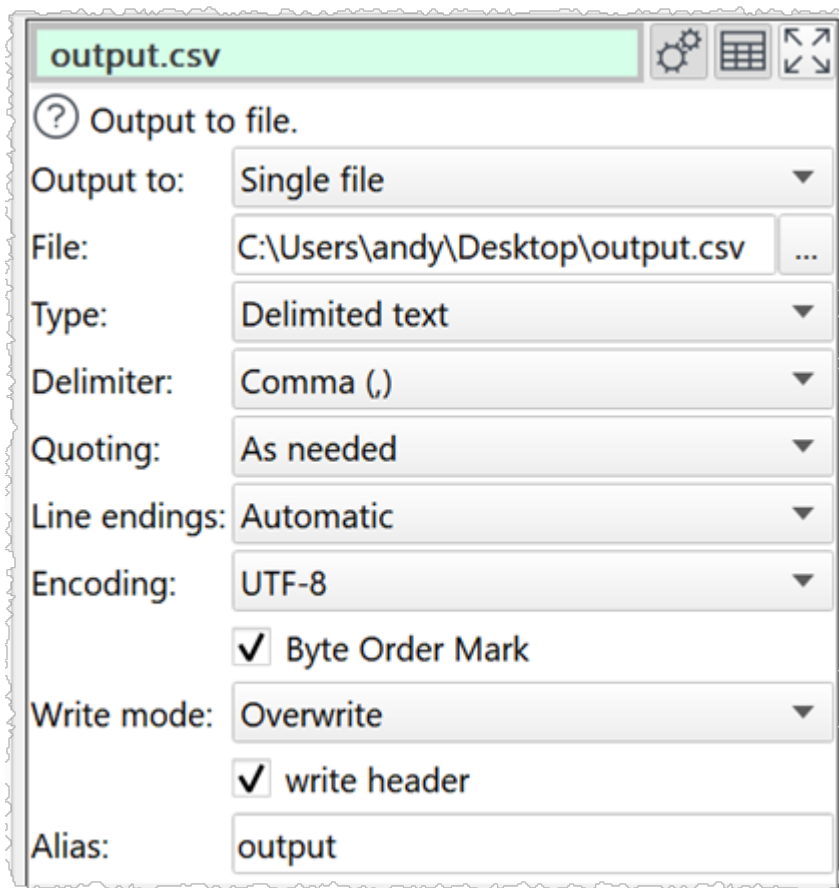 output.csv
? Output to file.
Output to: Single file
File: C:\Users\andy\Desktop\output.csv ...
Type: Delimited text
Delimiter: Comma (,)
Quoting: As needed
Line endings: Automatic
Encoding: UTF-8
Byte Order Mark
Write mode: Overwrite
write header
Alias: output